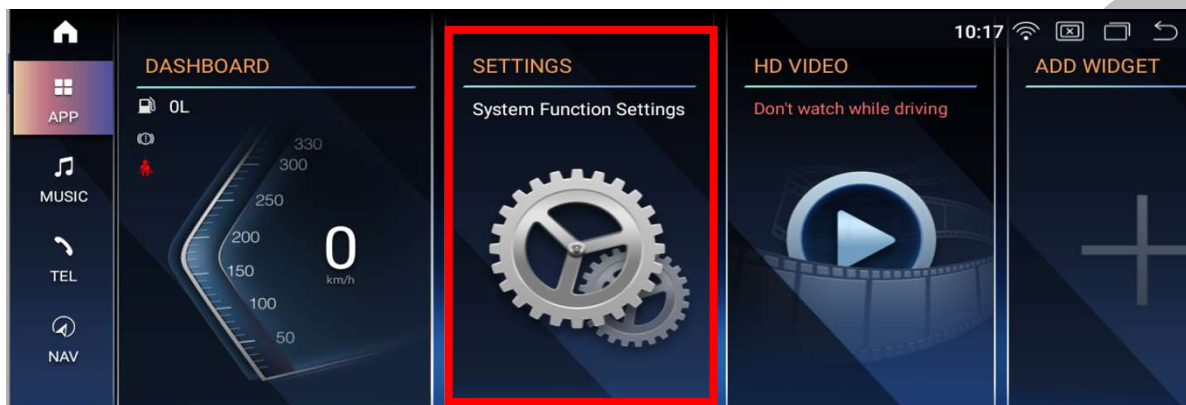 10:17
APP
MUSIC
TEL
NAV
DASHBOARD
0L
330
300
250
200
150
100
50
0
km/h
SETTINGS
System Function Settings
HD VIDEO
Don't watch while driving
ADD WIDGET